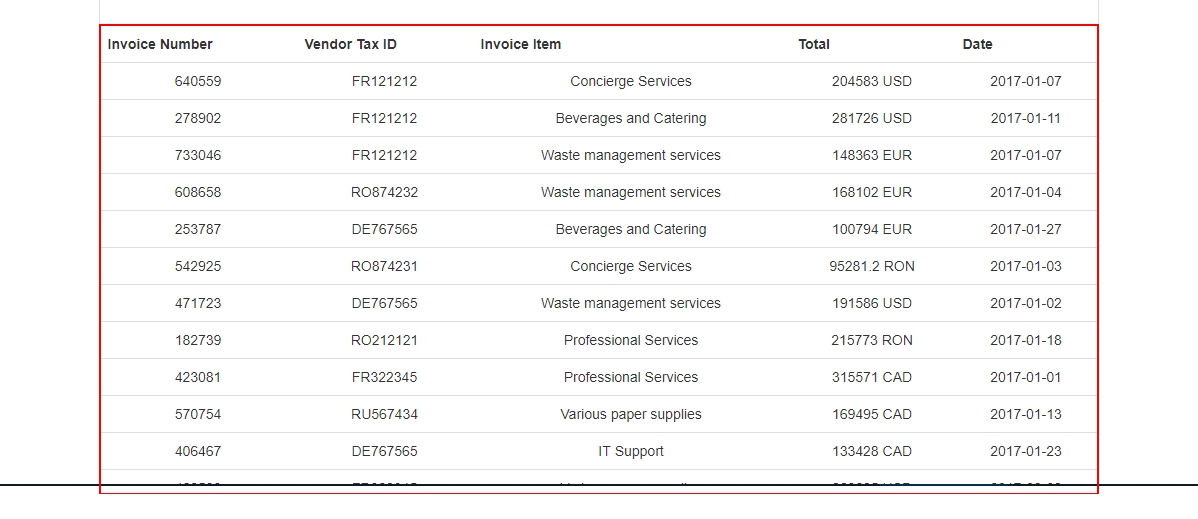 Invoice Number Vendor Tax ID Invoice Item Total Date
640559 FR121212 Concierge Services 204583 USD 2017-01-07
278902 FR121212 Beverages and Catering 281726 USD 2017-01-11
733046 FR121212 Waste management services 148363 EUR 2017-01-07
608658 RO874232 Waste management services 168102 EUR 2017-01-04
253787 DE767565 Beverages and Catering 100794 EUR 2017-01-27
542925 RO874231 Concierge Services 95281.2 RON 2017-01-03
471723 DE767565 Waste management services 191586 USD 2017-01-02
182739 RO212121 Professional Services 215773 RON 2017-01-18
423081 FR322345 Professional Services 315571 CAD 2017-01-01
570754 RU567434 Various paper supplies 169495 CAD 2017-01-13
406467 DE767565 IT Support 133428 CAD 2017-01-23